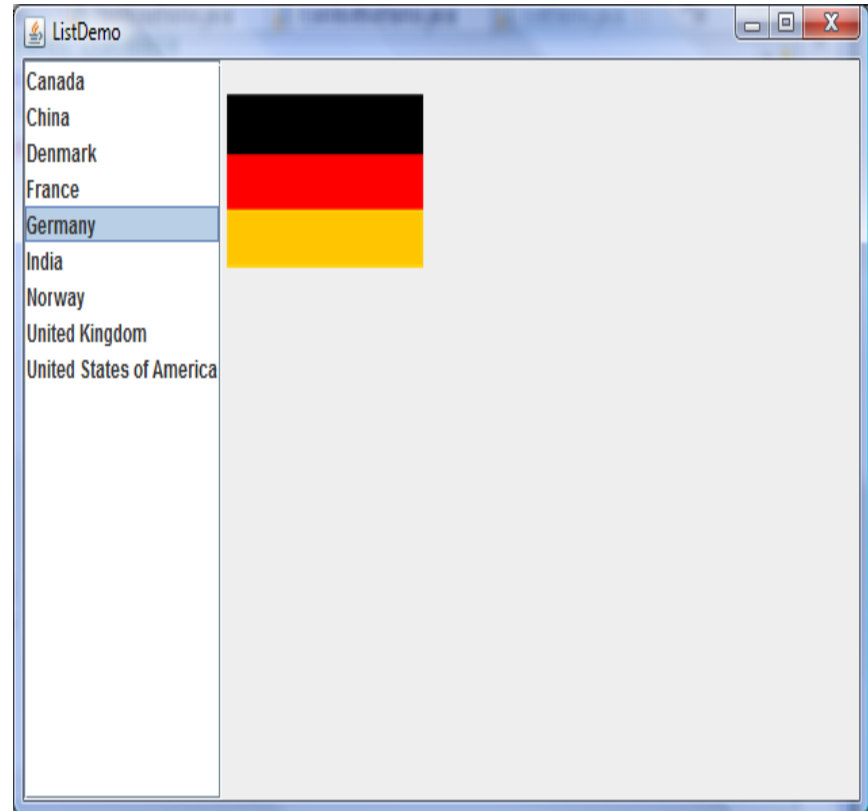 ListDemo
Canada
China
Denmark
France
Germany
India
Norway
United Kingdom
United States of America